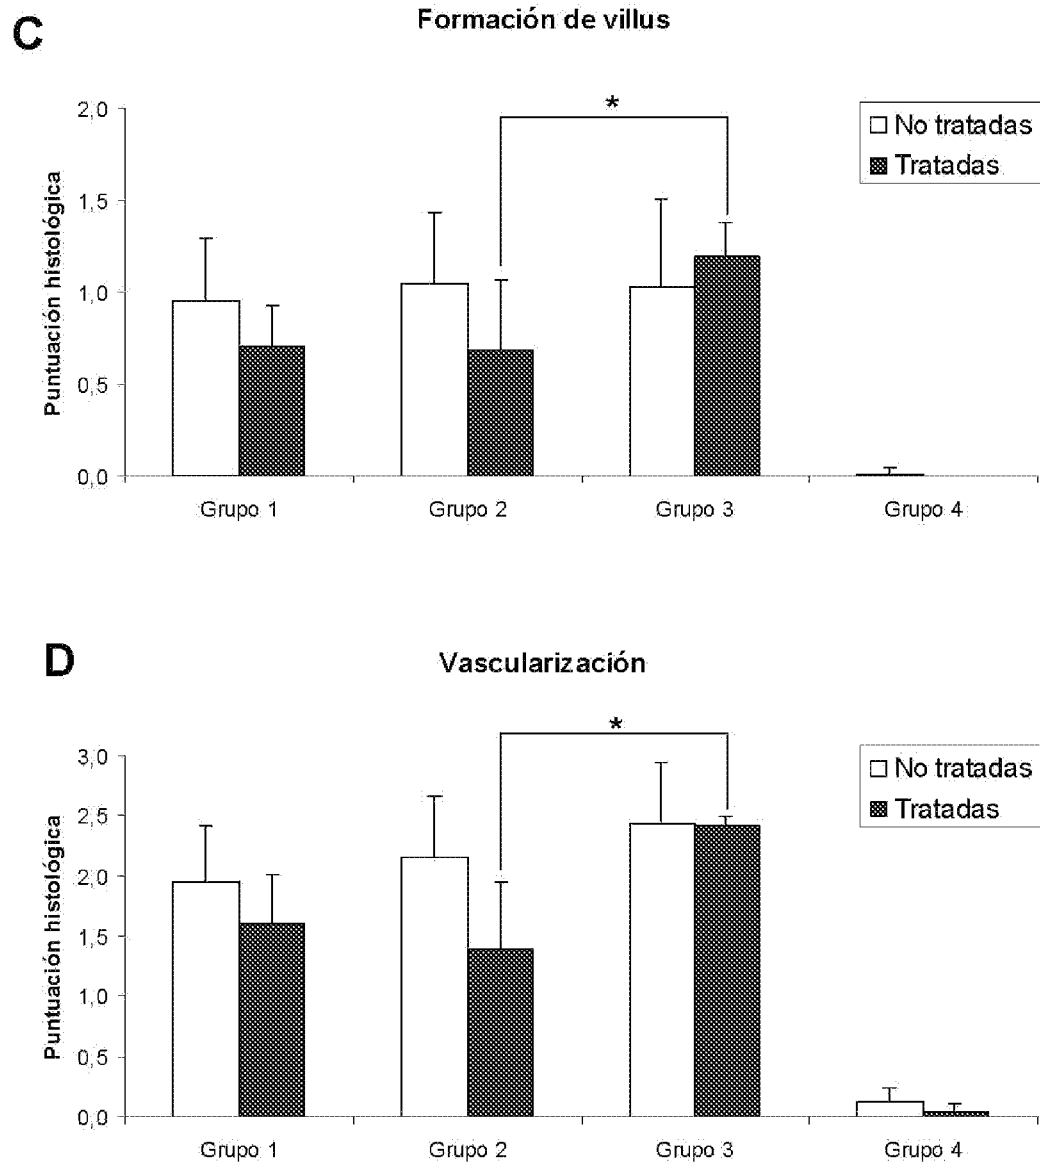 C
Formación de villus
*
No tratadas
Tratadas
Puntuación histológica
2,0
1,5
1,0
0,5
0,0
Grupo 1 Grupo 2 Grupo 3 Grupo 4
D
Vascularización
*
No tratadas
Tratadas
Puntuación histológica
3,0
2,5
2,0
1,5
1,0
0,5
0,0
Grupo 1 Grupo 2 Grupo 3 Grupo 4